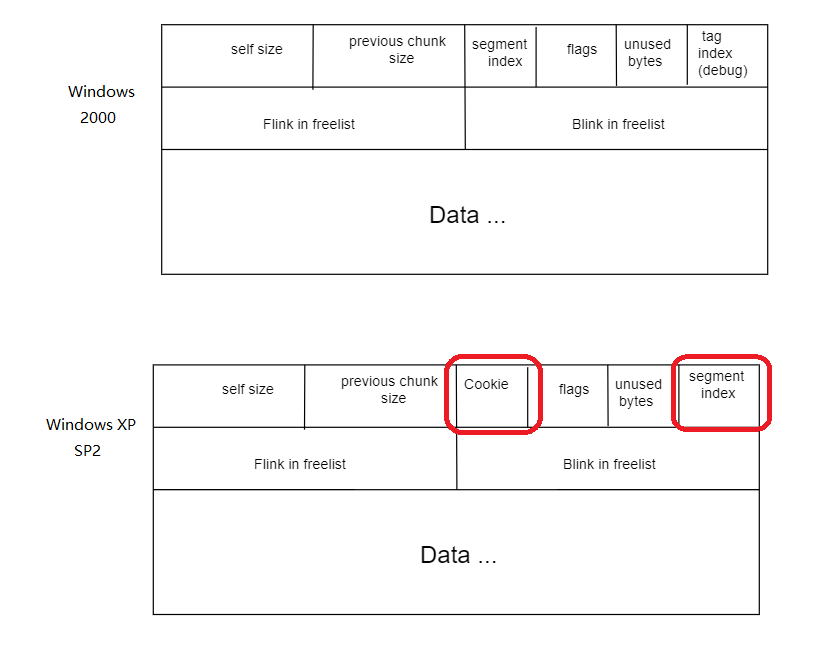 self size
previous chunk
size
segment
index
flags
unused
bytes
tag
index
(debug)
Windows
2000
Flink in freelist
Blink in freelist
Data ...
self size
previous chunk
size
Cookie
flags
unused
bytes
segment
index
Windows XP
SP2
Flink in freelist
Blink in freelist
Data ...